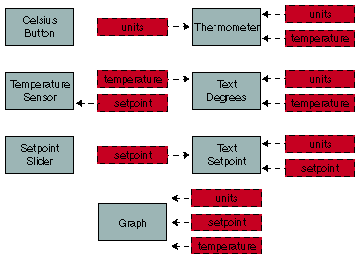 Celsius
Button
units
Thermometer
units
temperature
Temperature
Sensor
temperature
setpoint
Text
Degrees
units
temperature
Setpoint
Slider
setpoint
Text
Setpoint
units
setpoint
Graph
units
setpoint
temperature